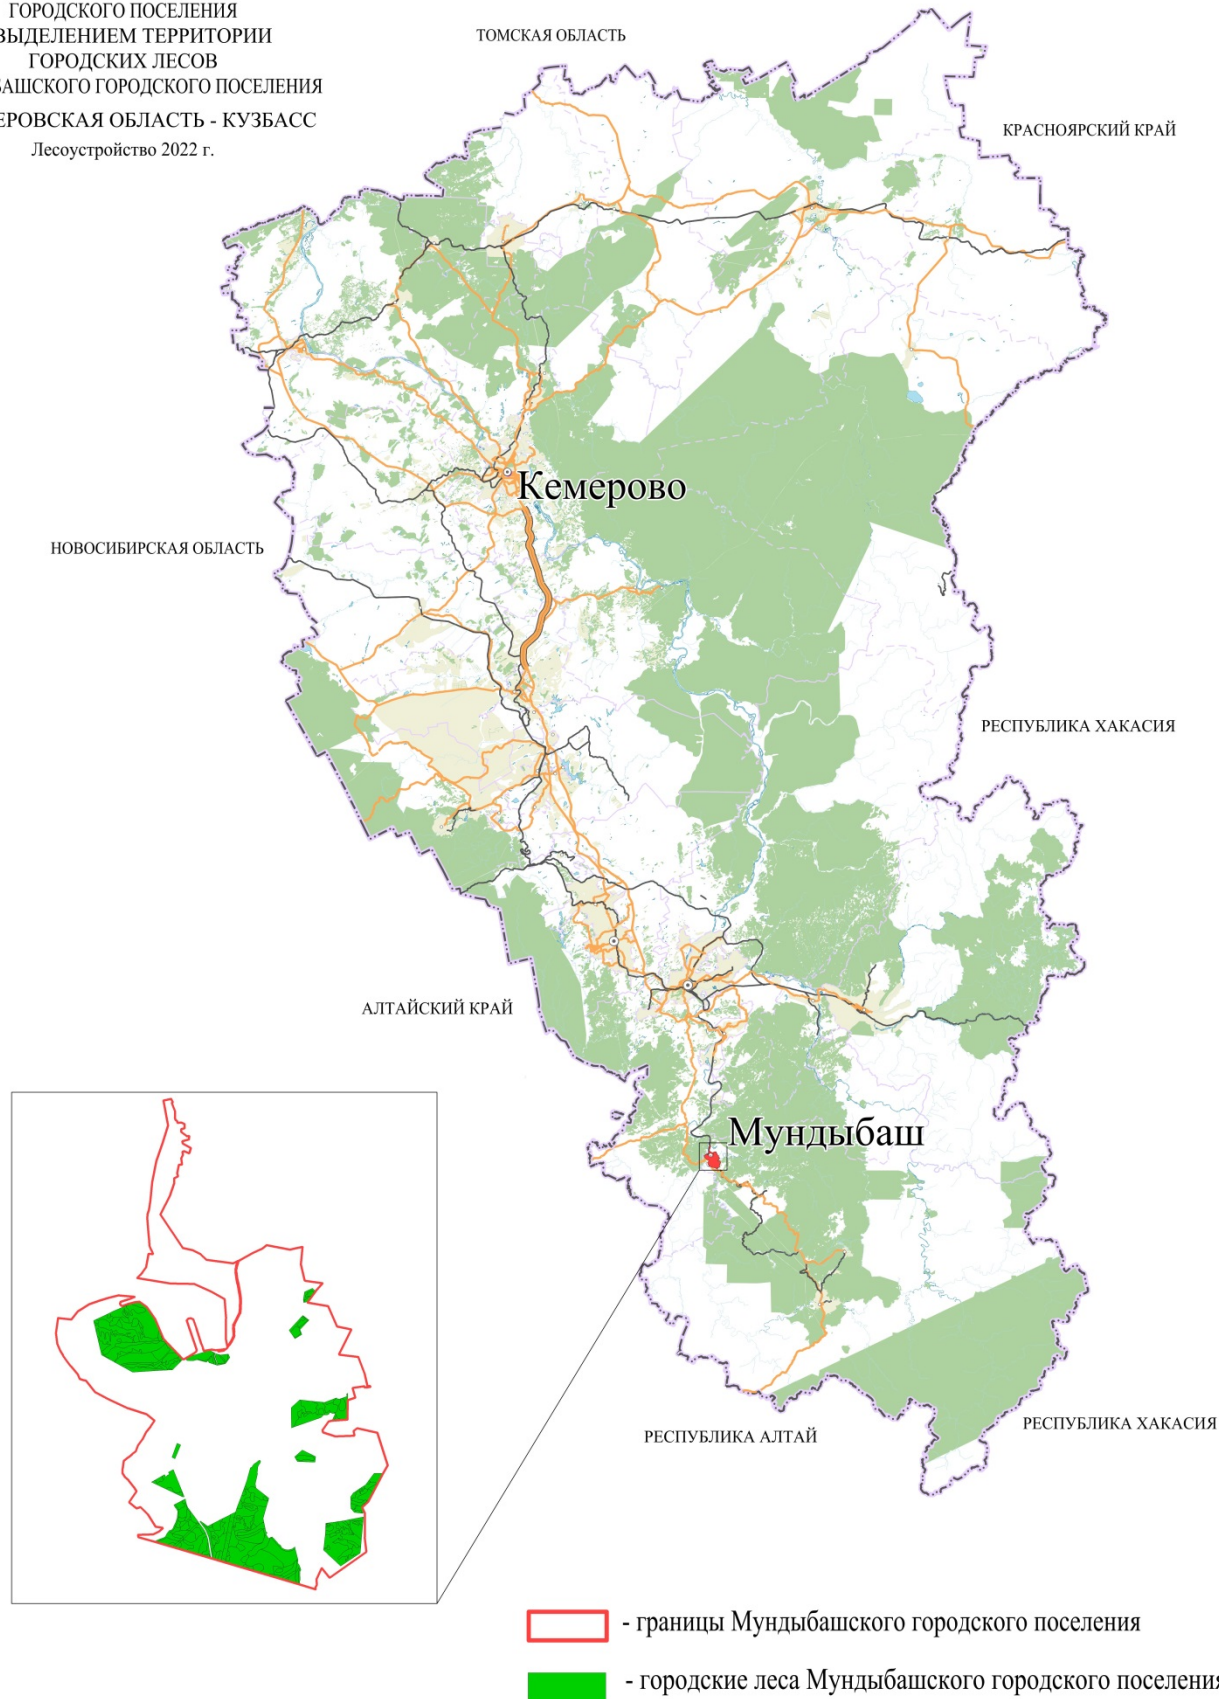 ГОРОДСКОГО ПОСЕЛЕНИЯ
ВЫДЕЛЕНИЕМ ТЕРРИТОРИИ
ГОРОДСКИХ ЛЕСОВ
БАШСКОГО ГОРОДСКОГО ПОСЕЛЕНИЯ
ЕРОВСКАЯ ОБЛАСТЬ - КУЗБАСС
Лесоустройство 2022 г.
ТОМСКАЯ ОБЛАСТЬ
КРАСНОЯРСКИЙ КРАЙ
Кемерово
НОВОСИБИРСКАЯ ОБЛАСТЬ
РЕСПУБЛИКА ХАКАСИЯ
АЛТАЙСКИЙ КРАЙ
Мундыбаш
РЕСПУБЛИКА АЛТАЙ
РЕСПУБЛИКА ХАКАСИЯ
- границы Мундыбашского городского поселения
- городские леса Мундыбашского городского поселения